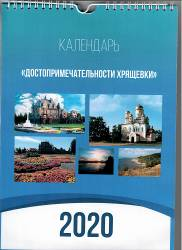 КАЛЕНДАРЬ
«ДОСТОПРИМЕЧАТЕЛЬНОСТИ ХРЯЩЕВКИ»
2020